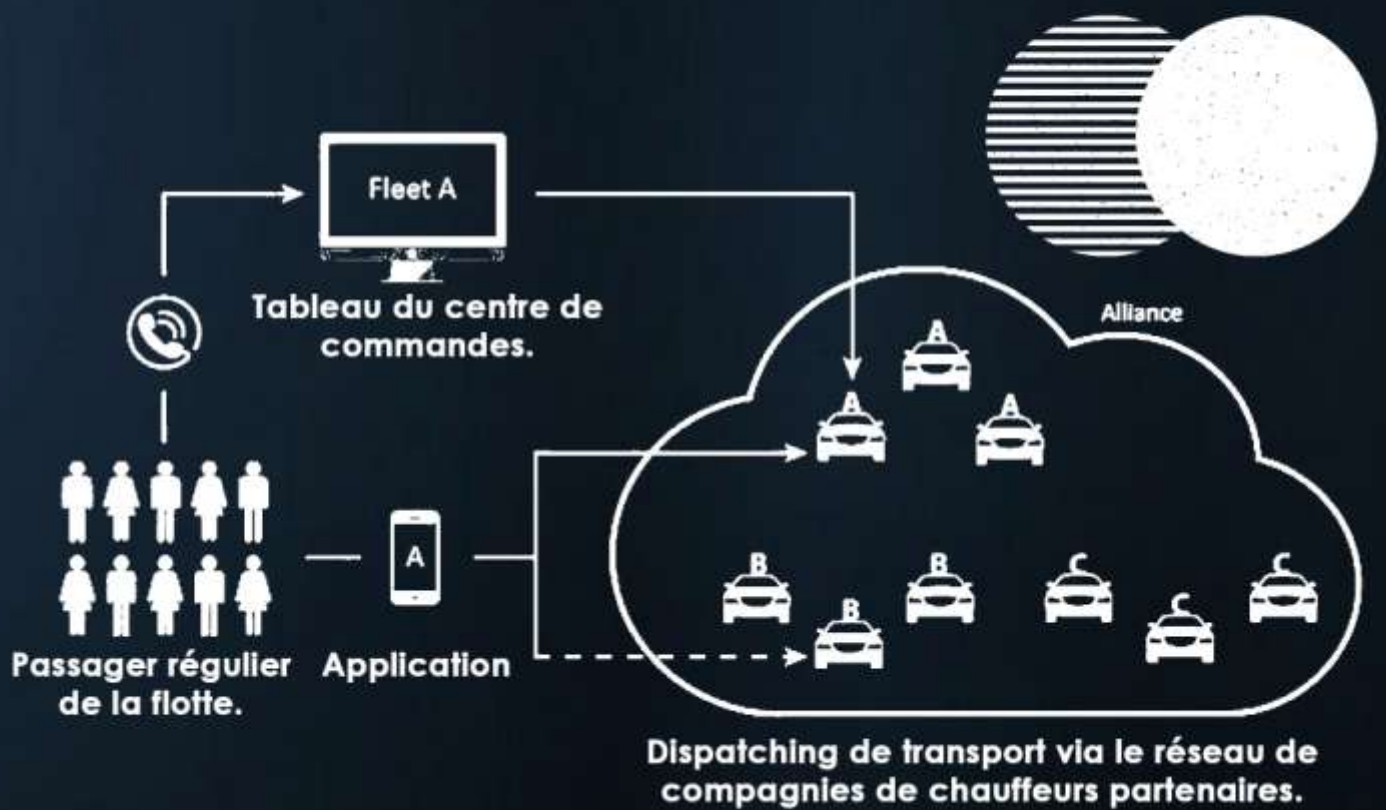 Fleet A
Tableau du centre de
commandes.
Alliance
A
A
A
A
B
B
B
C
C
C
Passager régulier
de la flotte.
Application
Dispatching de transport via le réseau de
compagnies de chauffeurs partenaires.